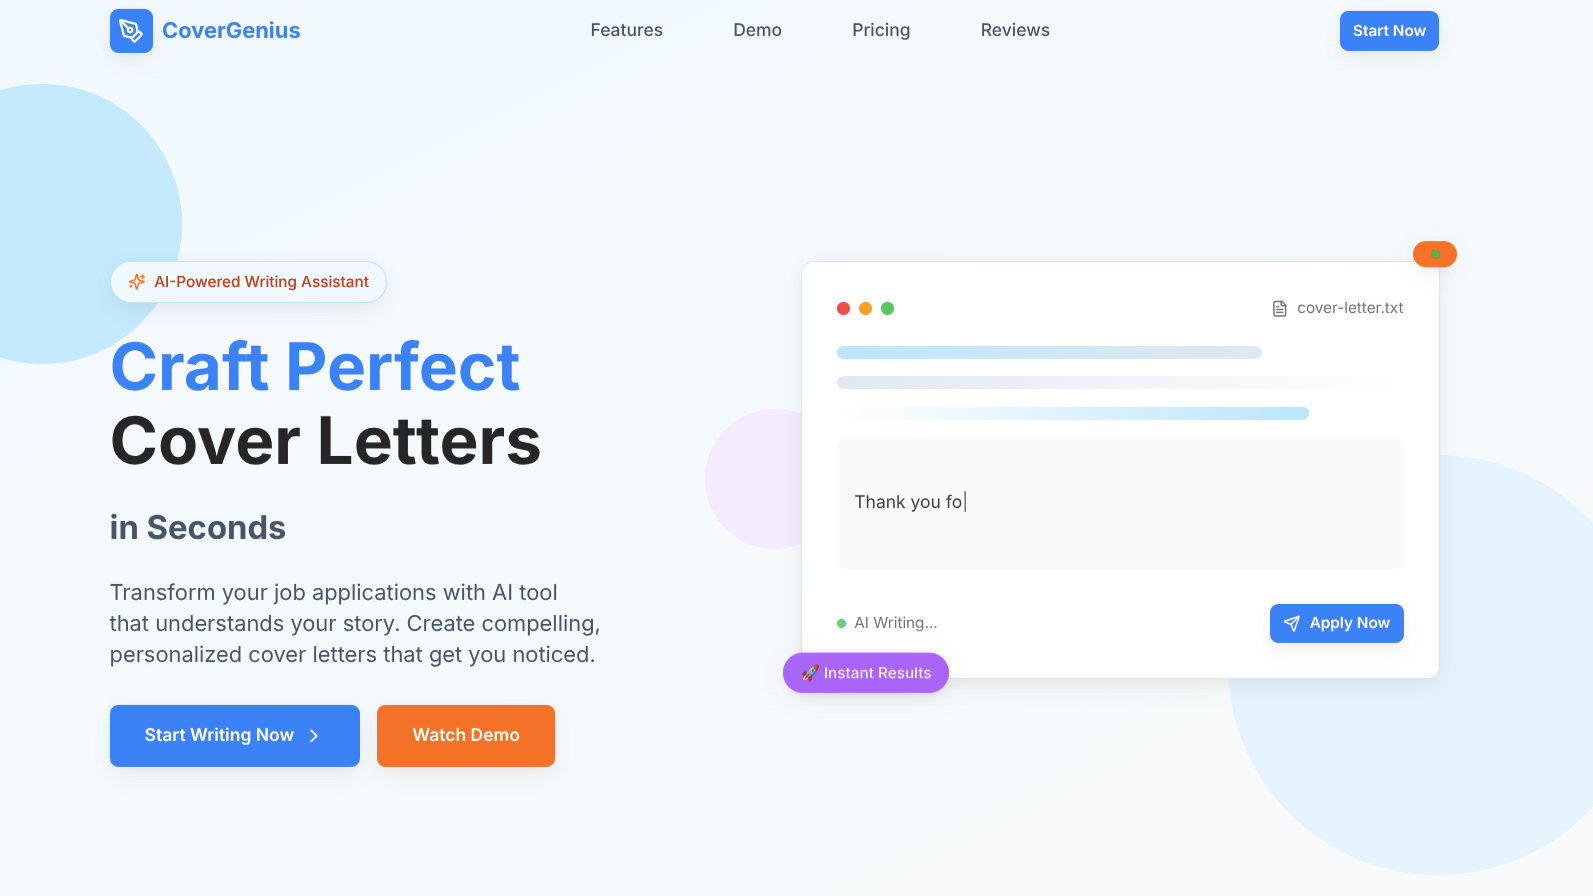 CoverGenius
Features
Demo
Pricing
Reviews
Start Now
AI-Powered Writing Assistant
Craft Perfect
Cover Letters
in Seconds
Transform your job applications with AI tool
that understands your story. Create compelling,
personalized cover letters that get you noticed.
Start Writing Now
Watch Demo
cover-letter.txt
Thank you fo
AI Writing...
Apply Now
🚀 Instant Results